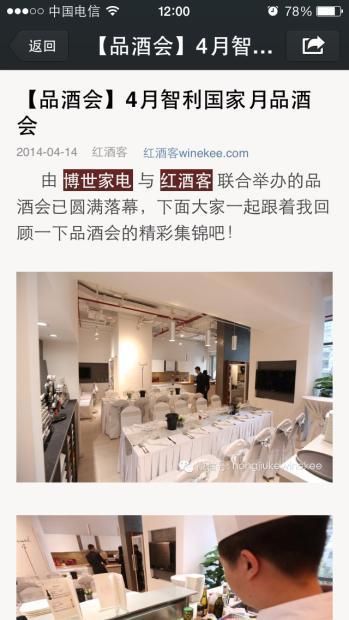 中国电信 12:00 78%
返回 【品酒会】4月智...
【品酒会】4月智利国家月品酒
会
2014-04-14 红酒客 红酒客winekee.com
由 博世家电 与 红酒客 联合举办的品
酒会已圆满落幕，下面大家一起跟着我回
顾一下品酒会的精彩集锦吧！
hongjiuke winekee